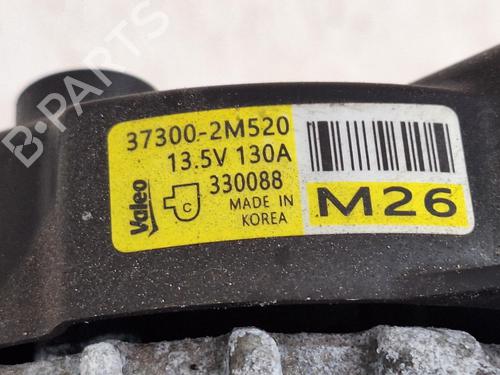 37300-2M520
13.5V 130A
330088
MADE IN
KOREA
Valeo
C
M26
B-PARTS